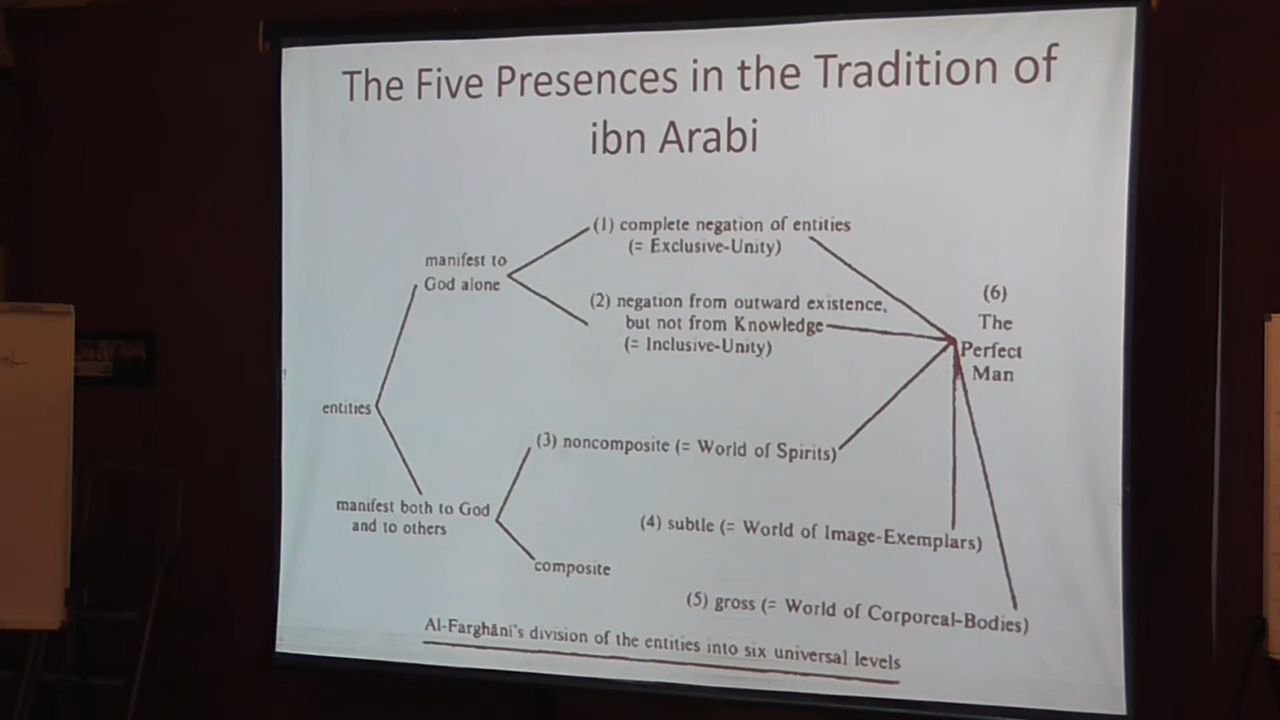 The Five Presences in the Tradition of
ibn Arabi
(1) complete negation of entities
(= Exclusive-Unity)
manifest to
God alone
(2) negation from outward existence,
but not from Knowledge
(= Inclusive-Unity)
(6)
The
Perfect
Man
entities
(3) noncomposite (= World of Spirits)
manifest both to God
and to others
(4) subtle (= World of Image-Exemplars)
composite
(5) gross (= World of Corporeal-Bodies)
Al-Farghāni's division of the entities into six universal levels